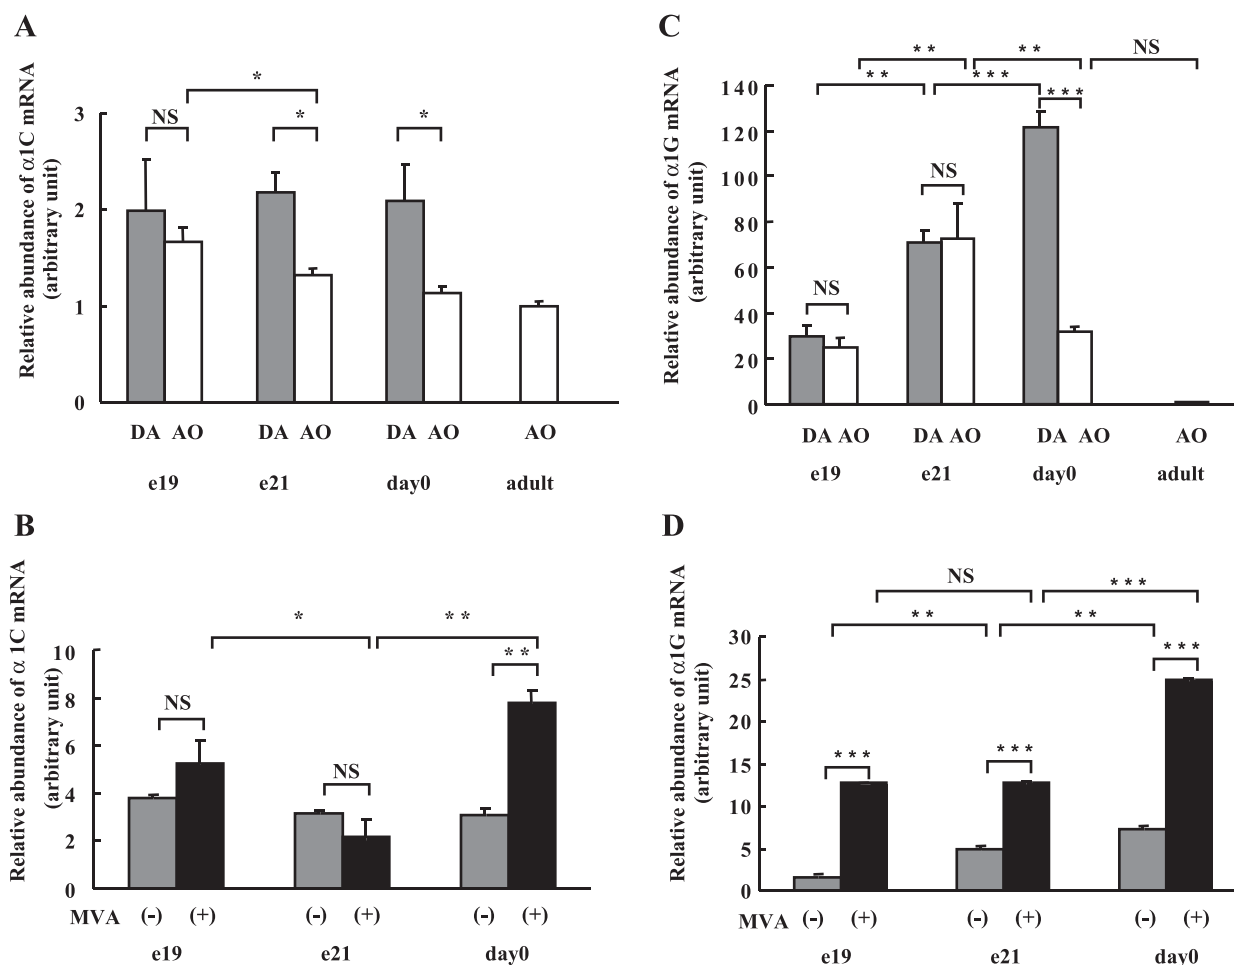 A
Relative abundance of α1C mRNA
(arbitrary unit)
3
2
1
0
*
NS
*
*
DA AO
DA AO
DA AO
AO
e19
e21
day0
adult
B
Relative abundance of α 1C mRNA
(arbitrary unit)
10
8
6
4
2
0
*
* *
NS
NS
* *
MVA (-) (+)
(-) (+)
(-) (+)
e19
e21
day0
C
Relative abundance of α1G mRNA
(arbitrary unit)
140
120
100
80
60
40
20
0
* *
* *
NS
* *
* * *
* * *
NS
NS
DA AO
DA AO
DA AO
AO
e19
e21
day0
adult
D
Relative abundance of α1G mRNA
(arbitrary unit)
30
25
20
15
10
5
0
NS
* * *
* *
* *
* * *
* * *
* * *
MVA (-) (+)
(-) (+)
(-) (+)
e19
e21
day0